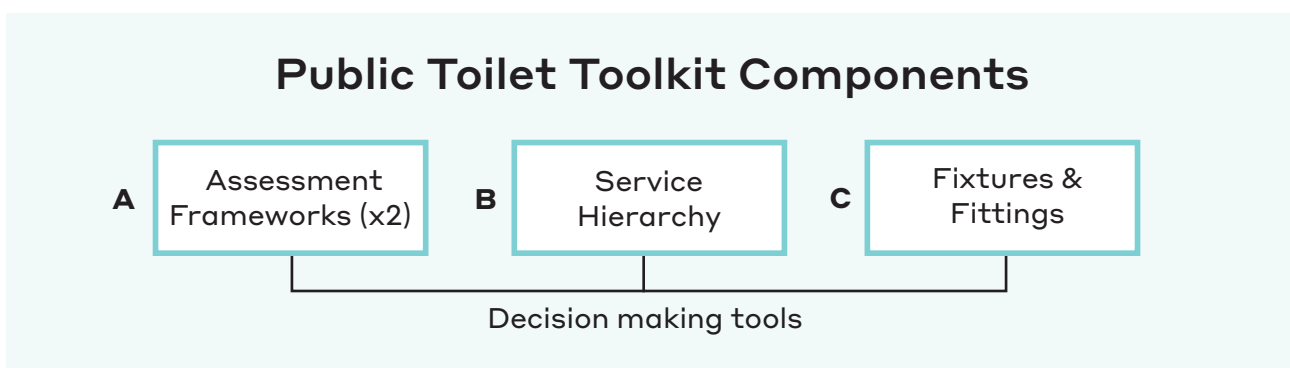 Public Toilet Toolkit Components
A
Assessment
Frameworks (x2)
B
Service
Hierarchy
C
Fixtures &
Fittings
Decision making tools